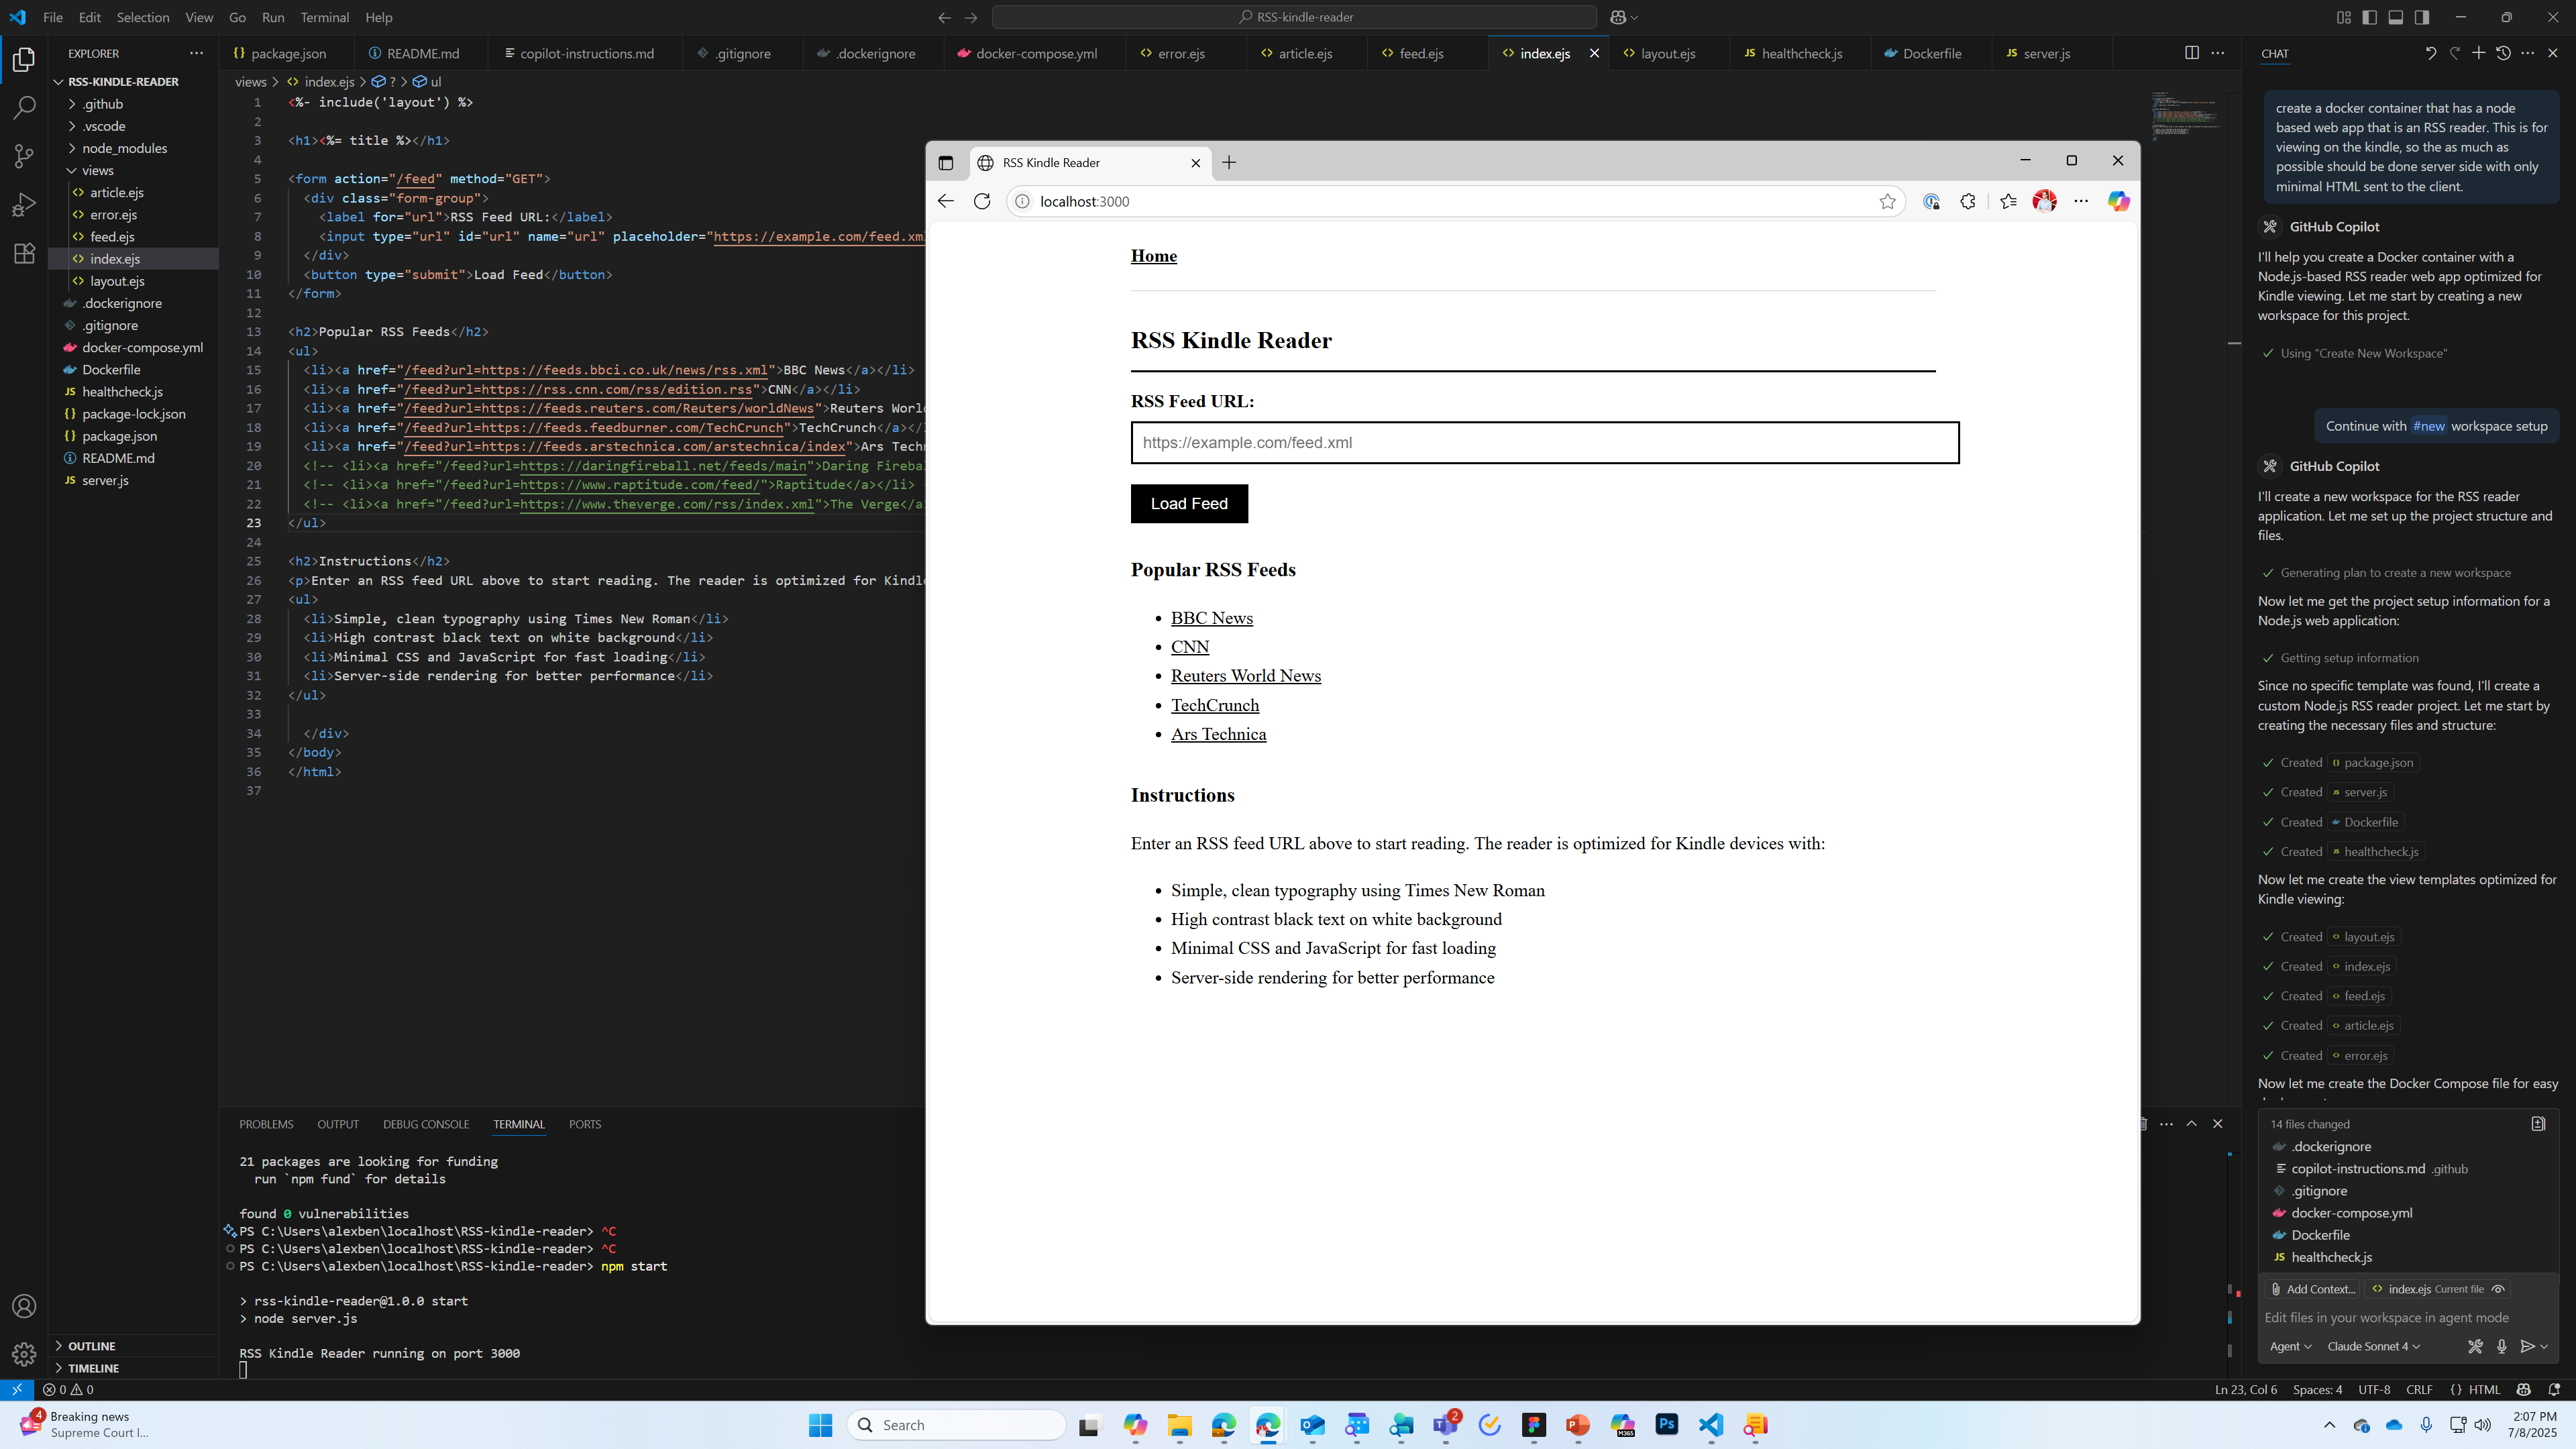 File Edit Selection View Go Run Terminal Help
RSS-kindle-reader
EXPLORER
RSS-KINDLE-READER
.github
.vscode
node_modules
views
article.ejs
error.ejs
feed.ejs
index.ejs
layout.ejs
.dockerignore
.gitignore
docker-compose.yml
Dockerfile
healthcheck.js
package-lock.json
package.json
README.md
server.js
OUTLINE
TIMELINE
package.json README.md copilot-instructions.md .gitignore .dockerignore docker-compose.yml error.ejs article.ejs feed.ejs index.ejs layout.ejs healthcheck.js Dockerfile server.js
views > index.ejs > ? > ul
1 <%- include('layout') %>
2
3 <h1><%= title %></h1>
4
5 <form action="/feed" method="GET">
6 <div class="form-group">
7 <label for="url">RSS Feed URL:</label>
8 <input type="url" id="url" name="url" placeholder="https://example.com/feed.xml
9 </div>
10 <button type="submit">Load Feed</button>
11 </form>
12
13 <h2>Popular RSS Feeds</h2>
14 <ul>
15 <li><a href="/feed?url=https://feeds.bbci.co.uk/news/rss.xml">BBC News</a></li>
16 <li><a href="/feed?url=https://rss.cnn.com/rss/edition.rss">CNN</a></li>
17 <li><a href="/feed?url=https://feeds.reuters.com/Reuters/worldNews">Reuters Worl
18 <li><a href="/feed?url=https://feeds.feedburner.com/TechCrunch">TechCrunch</a></l
19 <li><a href="/feed?url=https://feeds.arstechnica.com/arstechnica/index">Ars Techn
20 <!-- <li><a href="/feed?url=https://daringfireball.net/feeds/main">Daring Firebal
21 <!-- <li><a href="/feed?url=https://www.raptitude.com/feed/">Raptitude</a></li>
22 <!-- <li><a href="/feed?url=https://www.theverge.com/rss/index.xml">The Verge</a
23 </ul>
24
25 <h2>Instructions</h2>
26 <p>Enter an RSS feed URL above to start reading. The reader is optimized for Kindl
27 <ul>
28 <li>Simple, clean typography using Times New Roman</li>
29 <li>High contrast black text on white background</li>
30 <li>Minimal CSS and JavaScript for fast loading</li>
31 <li>Server-side rendering for better performance</li>
32 </ul>
33
34 </div>
35 </body>
36 </html>
37
PROBLEMS OUTPUT DEBUG CONSOLE TERMINAL PORTS
21 packages are looking for funding
run `npm fund` for details
found 0 vulnerabilities
PS C:\Users\alexben\localhost\RSS-kindle-reader> ^C
PS C:\Users\alexben\localhost\RSS-kindle-reader> ^C
PS C:\Users\alexben\localhost\RSS-kindle-reader> npm start
> rss-kindle-reader@1.0.0 start
> node server.js
RSS Kindle Reader running on port 3000
RSS Kindle Reader
localhost:3000
Home
RSS Kindle Reader
RSS Feed URL:
https://example.com/feed.xml
Load Feed
Popular RSS Feeds
• BBC News
• CNN
• Reuters World News
• TechCrunch
• Ars Technica
Instructions
Enter an RSS feed URL above to start reading. The reader is optimized for Kindle devices with:
• Simple, clean typography using Times New Roman
• High contrast black text on white background
• Minimal CSS and JavaScript for fast loading
• Server-side rendering for better performance
CHAT
create a docker container that has a node
based web app that is an RSS reader. This is for
viewing on the kindle, so the as much as
possible should be done server side with only
minimal HTML sent to the client.
GitHub Copilot
I'll help you create a Docker container with a
Node.js-based RSS reader web app optimized for
Kindle viewing. Let me start by creating a new
workspace for this project.
Using "Create New Workspace"
Continue with #new workspace setup
GitHub Copilot
I'll create a new workspace for the RSS reader
application. Let me set up the project structure and
files.
Generating plan to create a new workspace
Now let me get the project setup information for a
Node.js web application:
Getting setup information
Since no specific template was found, I'll create a
custom Node.js RSS reader project. Let me start by
creating the necessary files and structure:
Created package.json
Created server.js
Created Dockerfile
Created healthcheck.js
Now let me create the view templates optimized for
Kindle viewing:
Created layout.ejs
Created index.ejs
Created feed.ejs
Created article.ejs
Created error.ejs
Now let me create the Docker Compose file for easy
14 files changed
.dockerignore
copilot-instructions.md .github
.gitignore
docker-compose.yml
Dockerfile
healthcheck.js
Add Context... index.ejs Current file
Edit files in your workspace in agent mode
Agent Claude Sonnet 4
0 0
Ln 23, Col 6 Spaces: 4 UTF-8 CRLF {} HTML
4 Breaking news
Supreme Court I...
Search
2
M365
Ps
2:07 PM
7/8/2025